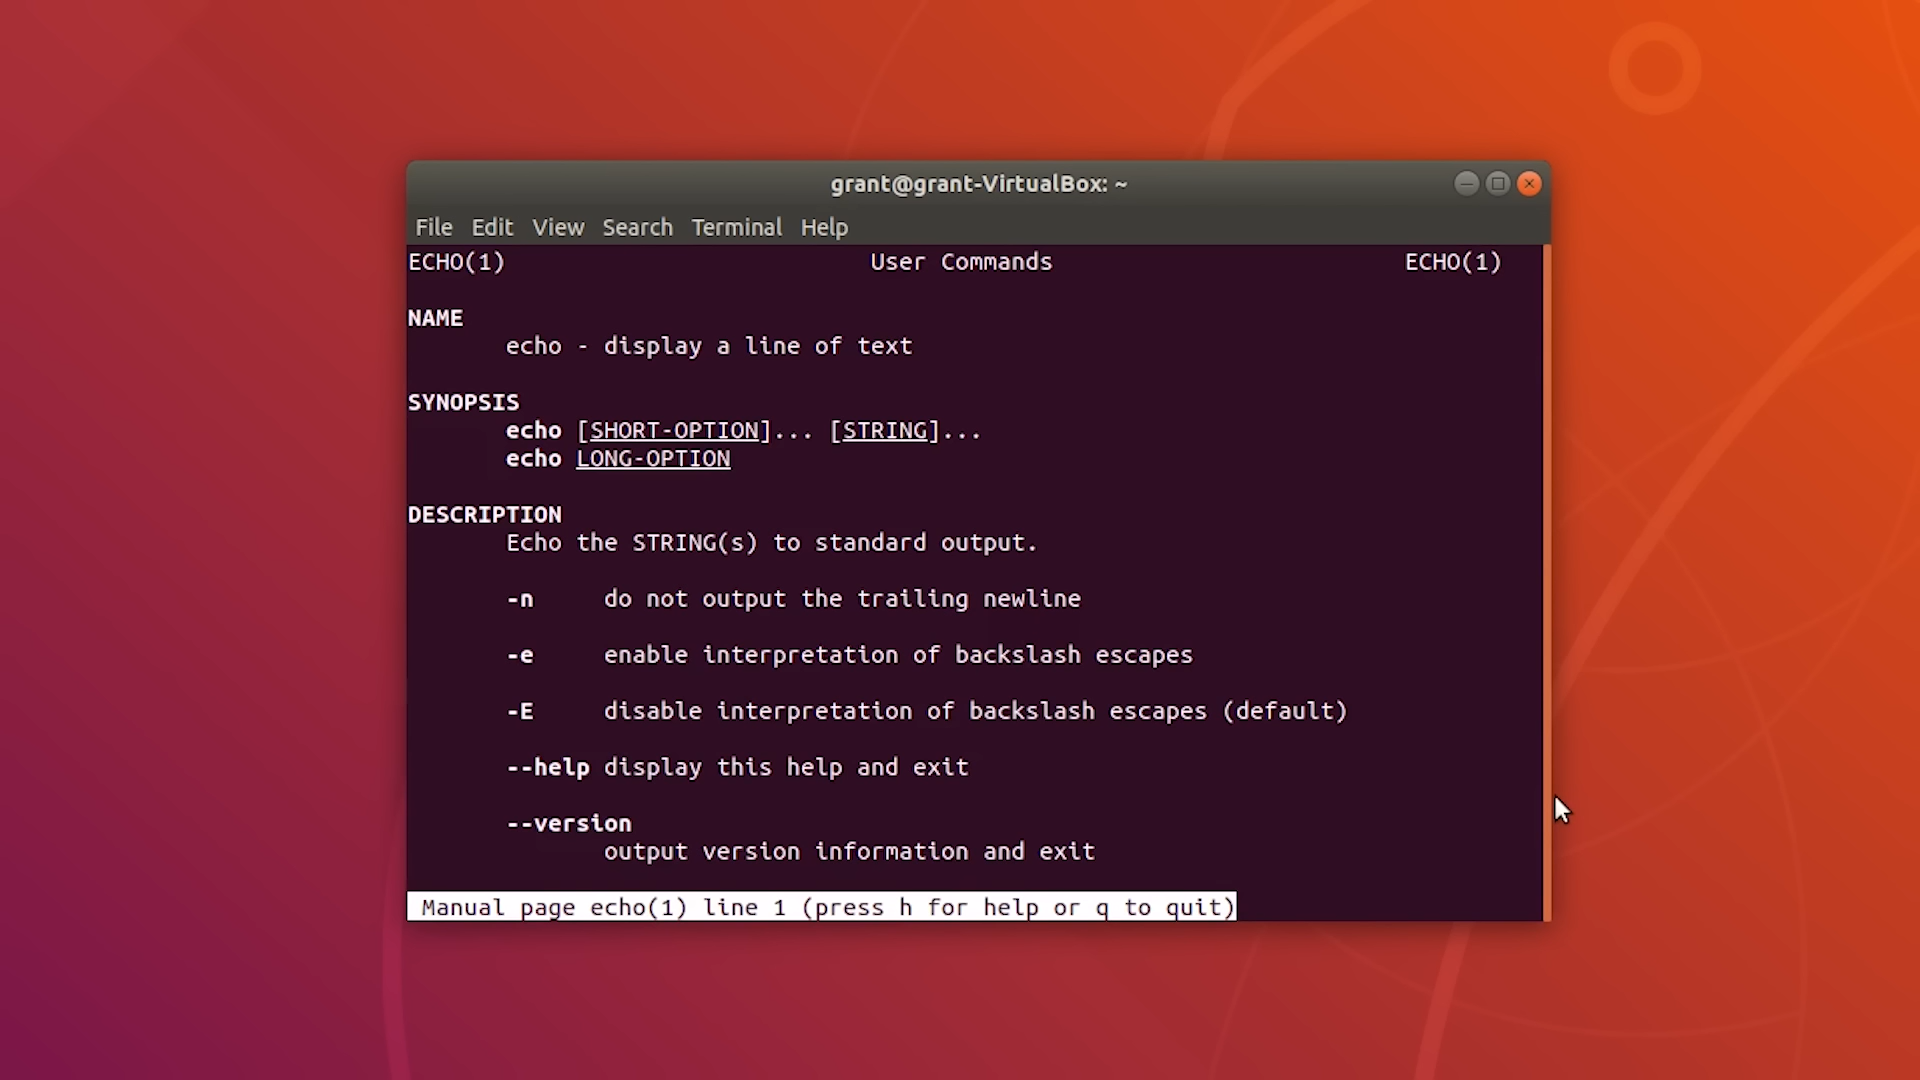 grant@grant-VirtualBox: ~
File Edit View Search Terminal Help
ECHO(1) User Commands ECHO(1)
NAME
echo - display a line of text
SYNOPSIS
echo [SHORT-OPTION]... [STRING]...
echo LONG-OPTION
DESCRIPTION
Echo the STRING(s) to standard output.
-n do not output the trailing newline
-e enable interpretation of backslash escapes
-E disable interpretation of backslash escapes (default)
--help display this help and exit
--version
output version information and exit
Manual page echo(1) line 1 (press h for help or q to quit)